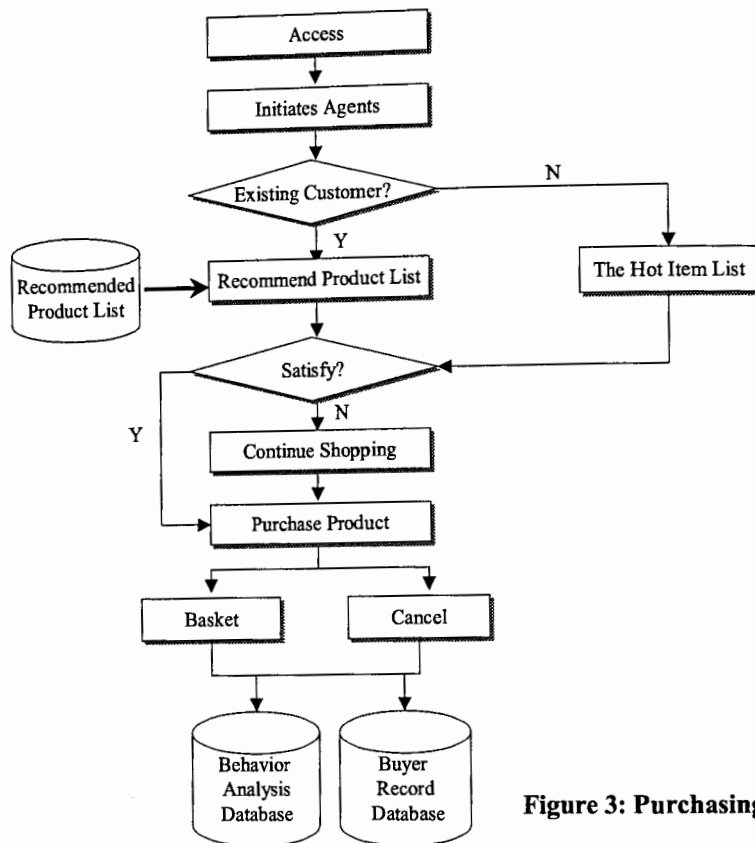 Access
Initiates Agents
Existing Customer?
N
Y
Recommended
Product List
Recommend Product List
The Hot Item List
Satisfy?
Y
N
Continue Shopping
Purchase Product
Basket
Cancel
Behavior
Analysis
Database
Buyer
Record
Database
Figure 3: Purchasing